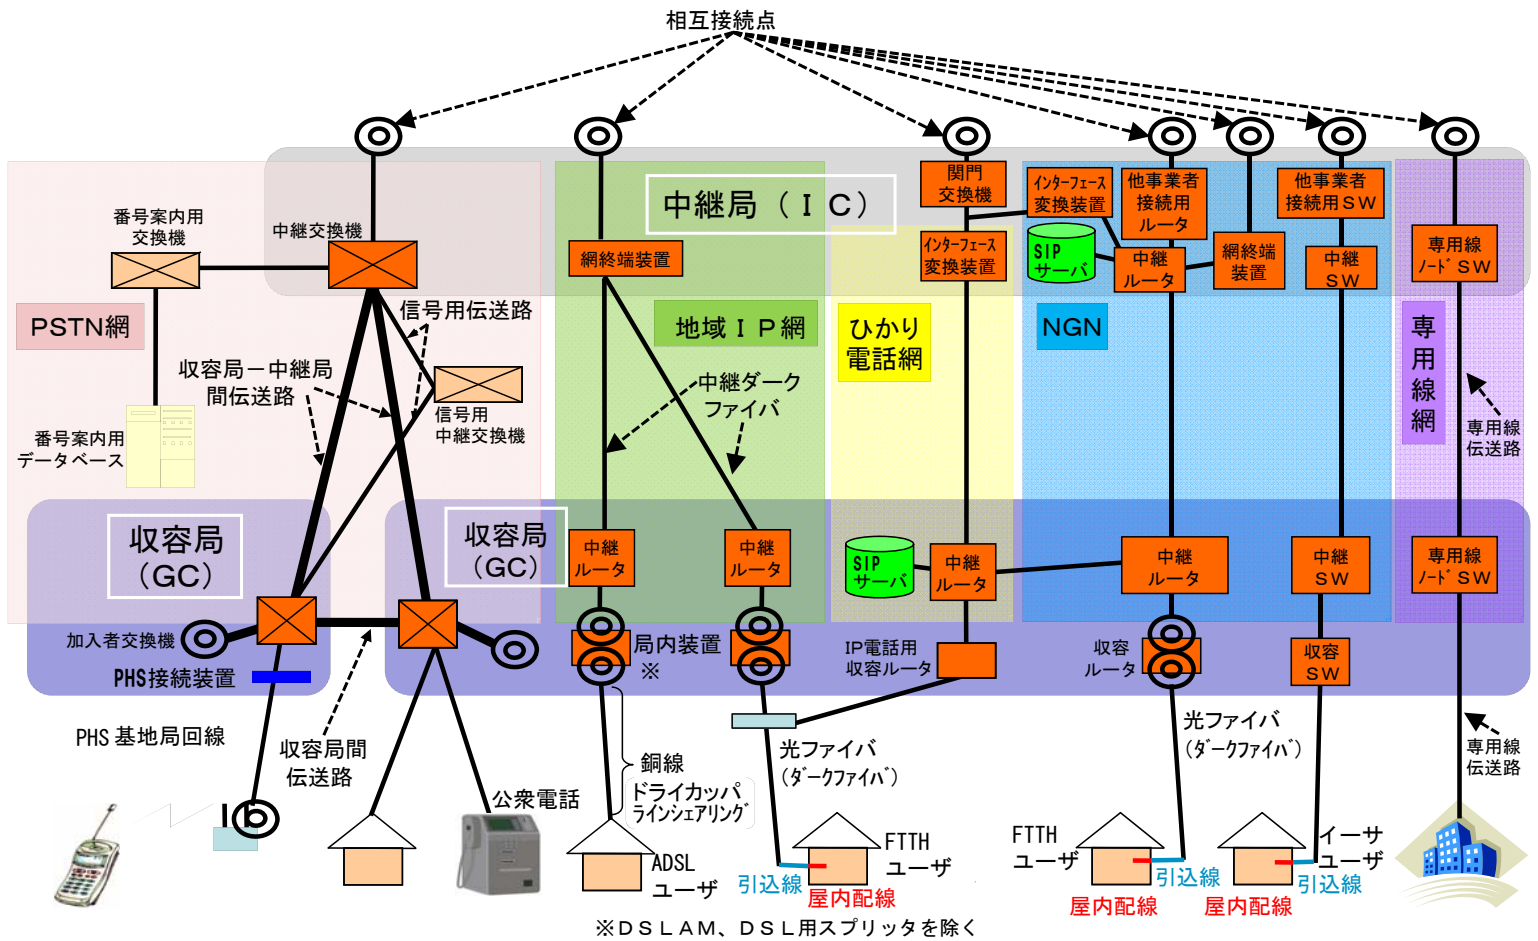 相互接続点
中継局（ＩＣ）
番号案内用
交換機
中継交換機
PSTN網
信号用伝送路
収容局－中継局
間伝送路
信号用
中継交換機
番号案内用
データベース
収容局
（GC）
収容局
（GC）
加入者交換機
PHS接続装置
PHS基地局回線
収容局間
伝送路
公衆電話
網終端装置
地域ＩＰ網
中継ダーク
ファイバ
中継
ルータ
中継
ルータ
局内装置
※
銅線
ドライカッパ
ﾗｲﾝｼｪｱﾘﾝｸﾞ
ADSL
ユーザ
光ファイバ
(ﾀﾞｰｸﾌｧｲﾊﾞ)
FTTH
ユーザ
引込線
屋内配線
※ＤＳＬＡＭ、ＤＳＬ用スプリッタを除く
関門
交換機
ｲﾝﾀｰﾌｪｰｽ
変換装置
ひかり
電話網
SIP
サーバ
中継
ルータ
IP電話用
収容ルータ
ｲﾝﾀｰﾌｪｰｽ
変換装置
他事業者
接続用
ルータ
SIP
サーバ
中継
ルータ
網終端
装置
他事業者
接続用ＳＷ
中継
ＳＷ
NGN
中継
ルータ
中継
ＳＷ
収容
ルータ
収容
ＳＷ
光ファイバ
(ﾀﾞｰｸﾌｧｲﾊﾞ)
FTTH
ユーザ
引込線
屋内配線
イーサ
ユーザ
引込線
屋内配線
専用線
ﾉｰﾄﾞＳＷ
専
用
線
網
専用線
伝送路
専用線
ﾉｰﾄﾞＳＷ
専用線
伝送路